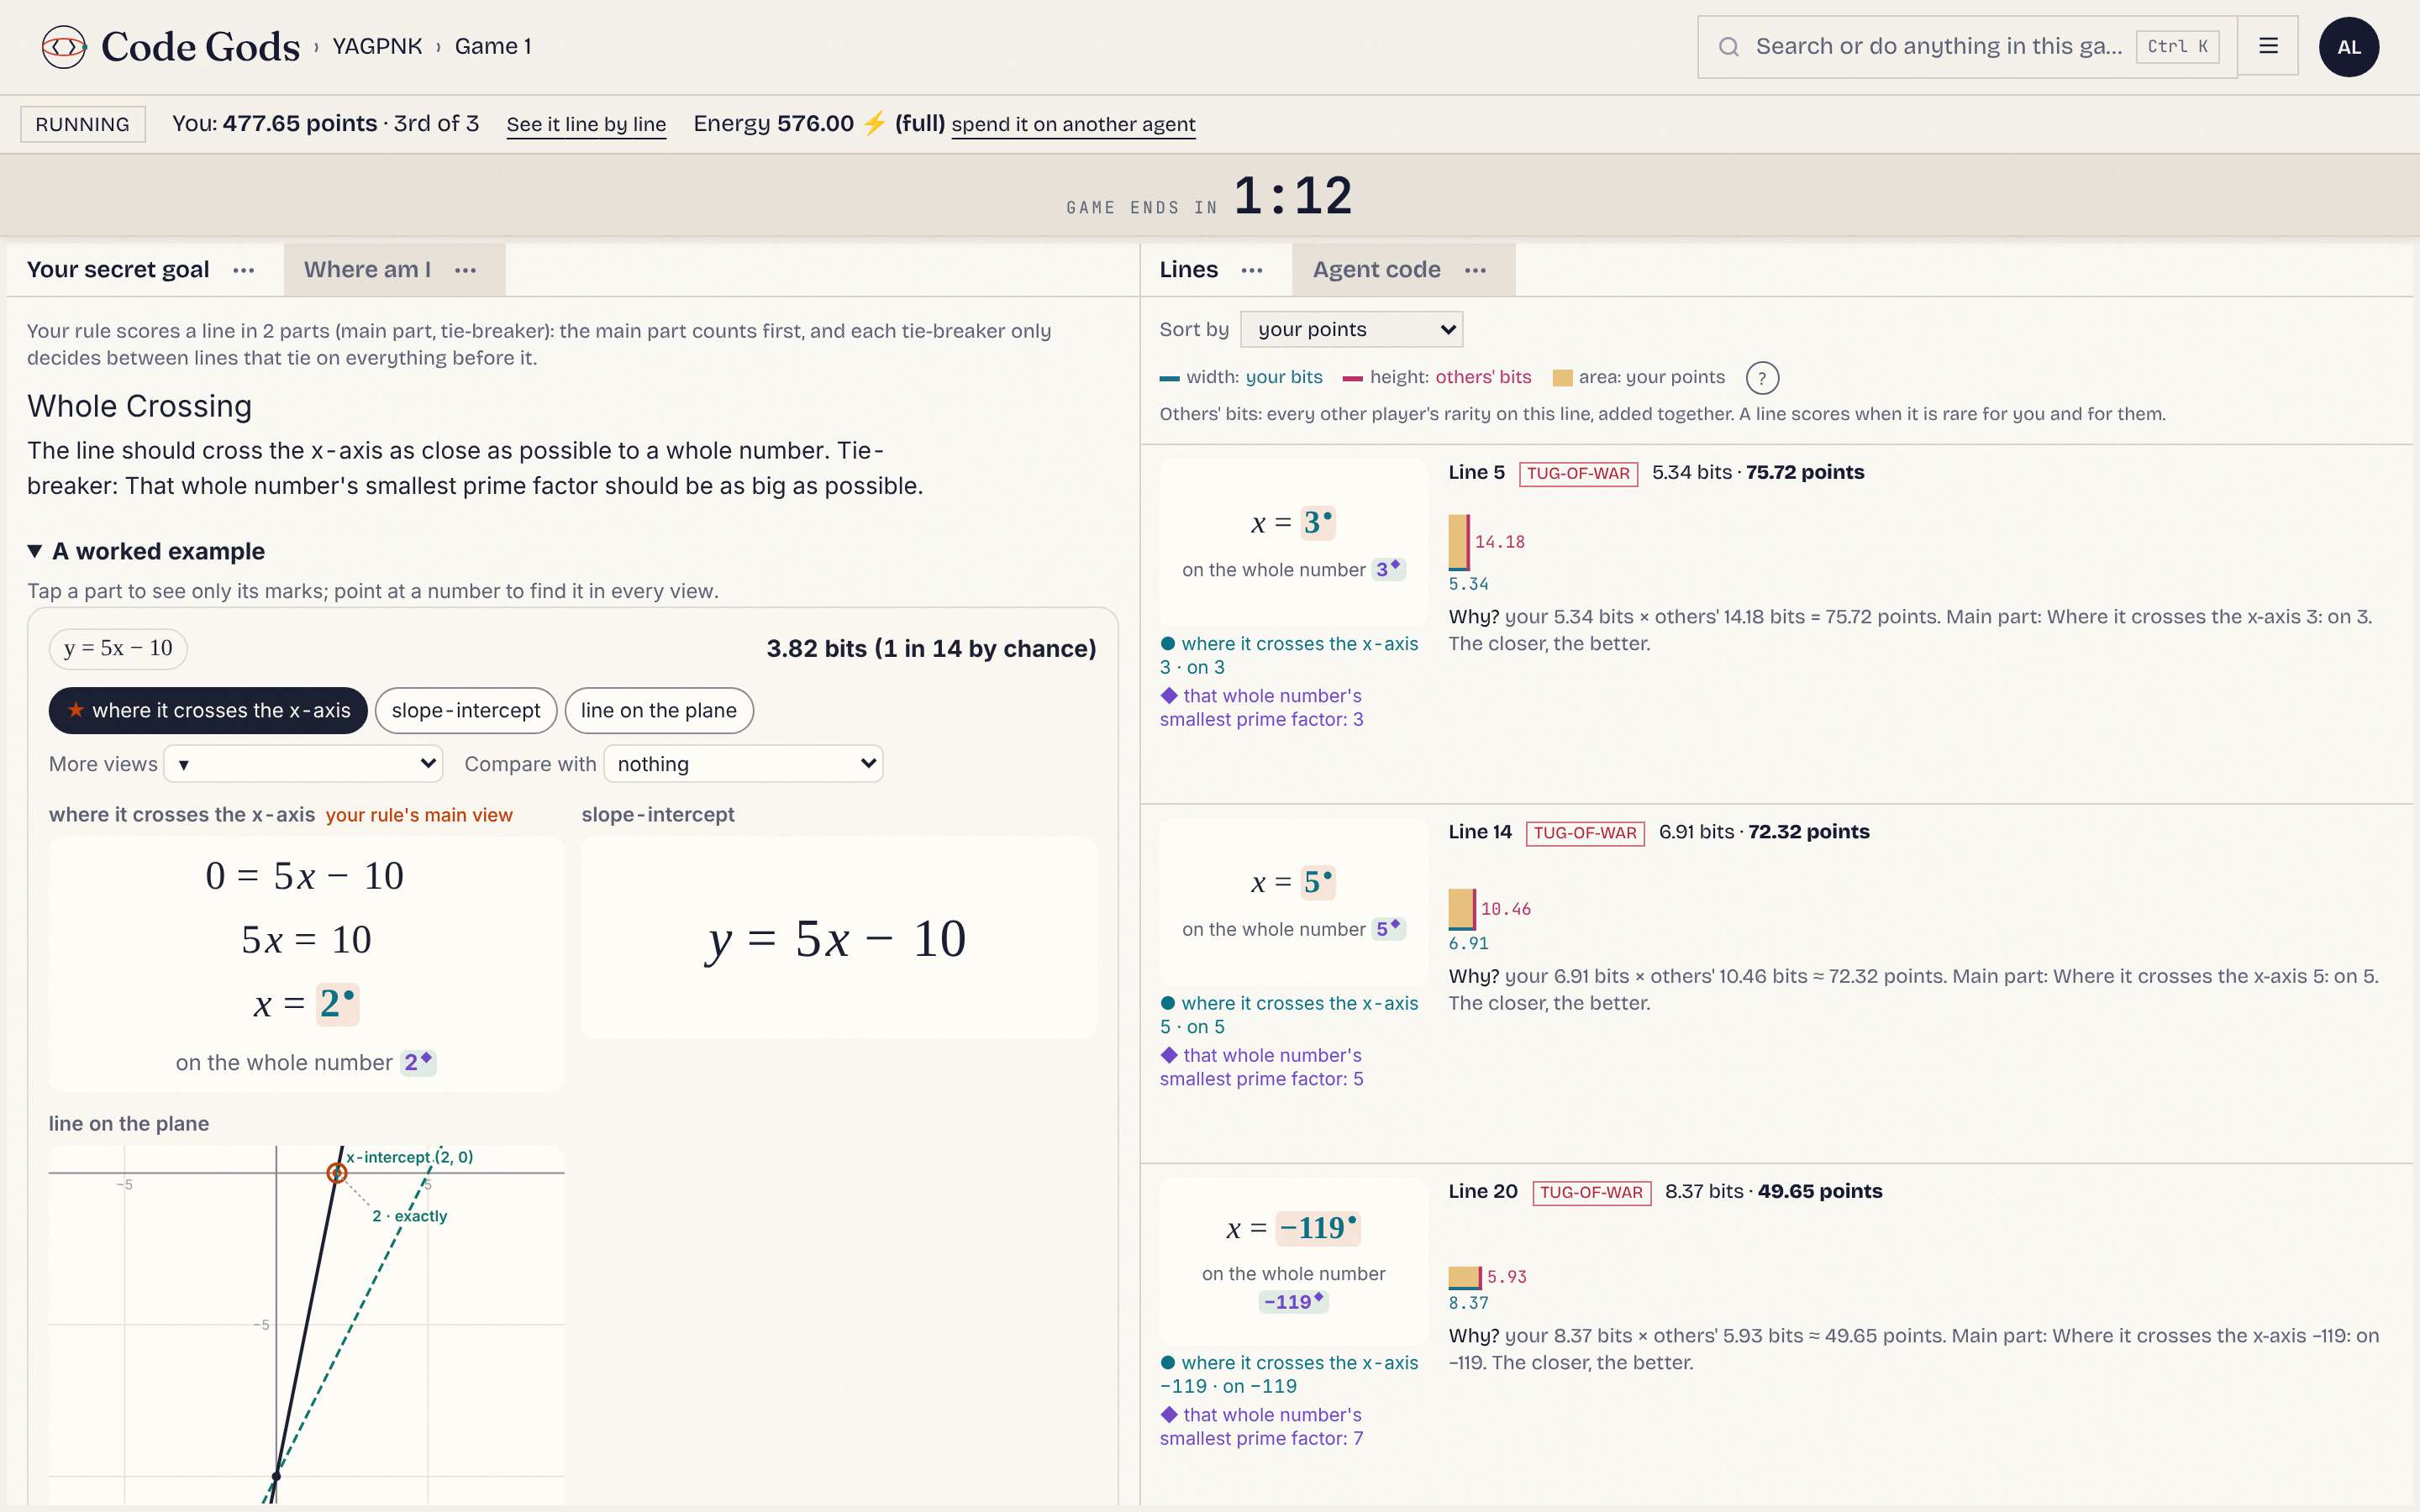 Code Gods › YAGPNK › Game 1
Search or do anything in this ga... Ctrl K
AL
RUNNING You: 477.65 points · 3rd of 3 See it line by line Energy 576.00 ⚡ (full) spend it on another agent
GAME ENDS IN 1:12
Your secret goal ••• Where am I •••
Your rule scores a line in 2 parts (main part, tie-breaker): the main part counts first, and each tie-breaker only
decides between lines that tie on everything before it.
Whole Crossing
The line should cross the x-axis as close as possible to a whole number. Tie-
breaker: That whole number's smallest prime factor should be as big as possible.
▼ A worked example
Tap a part to see only its marks; point at a number to find it in every view.
y = 5x − 10
3.82 bits (1 in 14 by chance)
★ where it crosses the x-axis slope-intercept line on the plane
More views ▾ Compare with nothing
where it crosses the x-axis your rule's main view
0 = 5x − 10
5x = 10
x = 2
on the whole number 2
slope-intercept
y = 5x − 10
line on the plane
x-intercept (2, 0)
−5 5
2 · exactly
−5
Lines ••• Agent code •••
Sort by your points
width: your bits height: others' bits area: your points ?
Others' bits: every other player's rarity on this line, added together. A line scores when it is rare for you and for them.
x = 3
on the whole number 3
● where it crosses the x-axis
3 · on 3
◆ that whole number's
smallest prime factor: 3
Line 5 TUG-OF-WAR 5.34 bits · 75.72 points
14.18
5.34
Why? your 5.34 bits × others' 14.18 bits = 75.72 points. Main part: Where it crosses the x-axis 3: on 3.
The closer, the better.
x = 5
on the whole number 5
● where it crosses the x-axis
5 · on 5
◆ that whole number's
smallest prime factor: 5
Line 14 TUG-OF-WAR 6.91 bits · 72.32 points
10.46
6.91
Why? your 6.91 bits × others' 10.46 bits ≈ 72.32 points. Main part: Where it crosses the x-axis 5: on 5.
The closer, the better.
x = −119
on the whole number
−119
● where it crosses the x-axis
−119 · on −119
◆ that whole number's
smallest prime factor: 7
Line 20 TUG-OF-WAR 8.37 bits · 49.65 points
5.93
8.37
Why? your 8.37 bits × others' 5.93 bits ≈ 49.65 points. Main part: Where it crosses the x-axis −119: on
−119. The closer, the better.